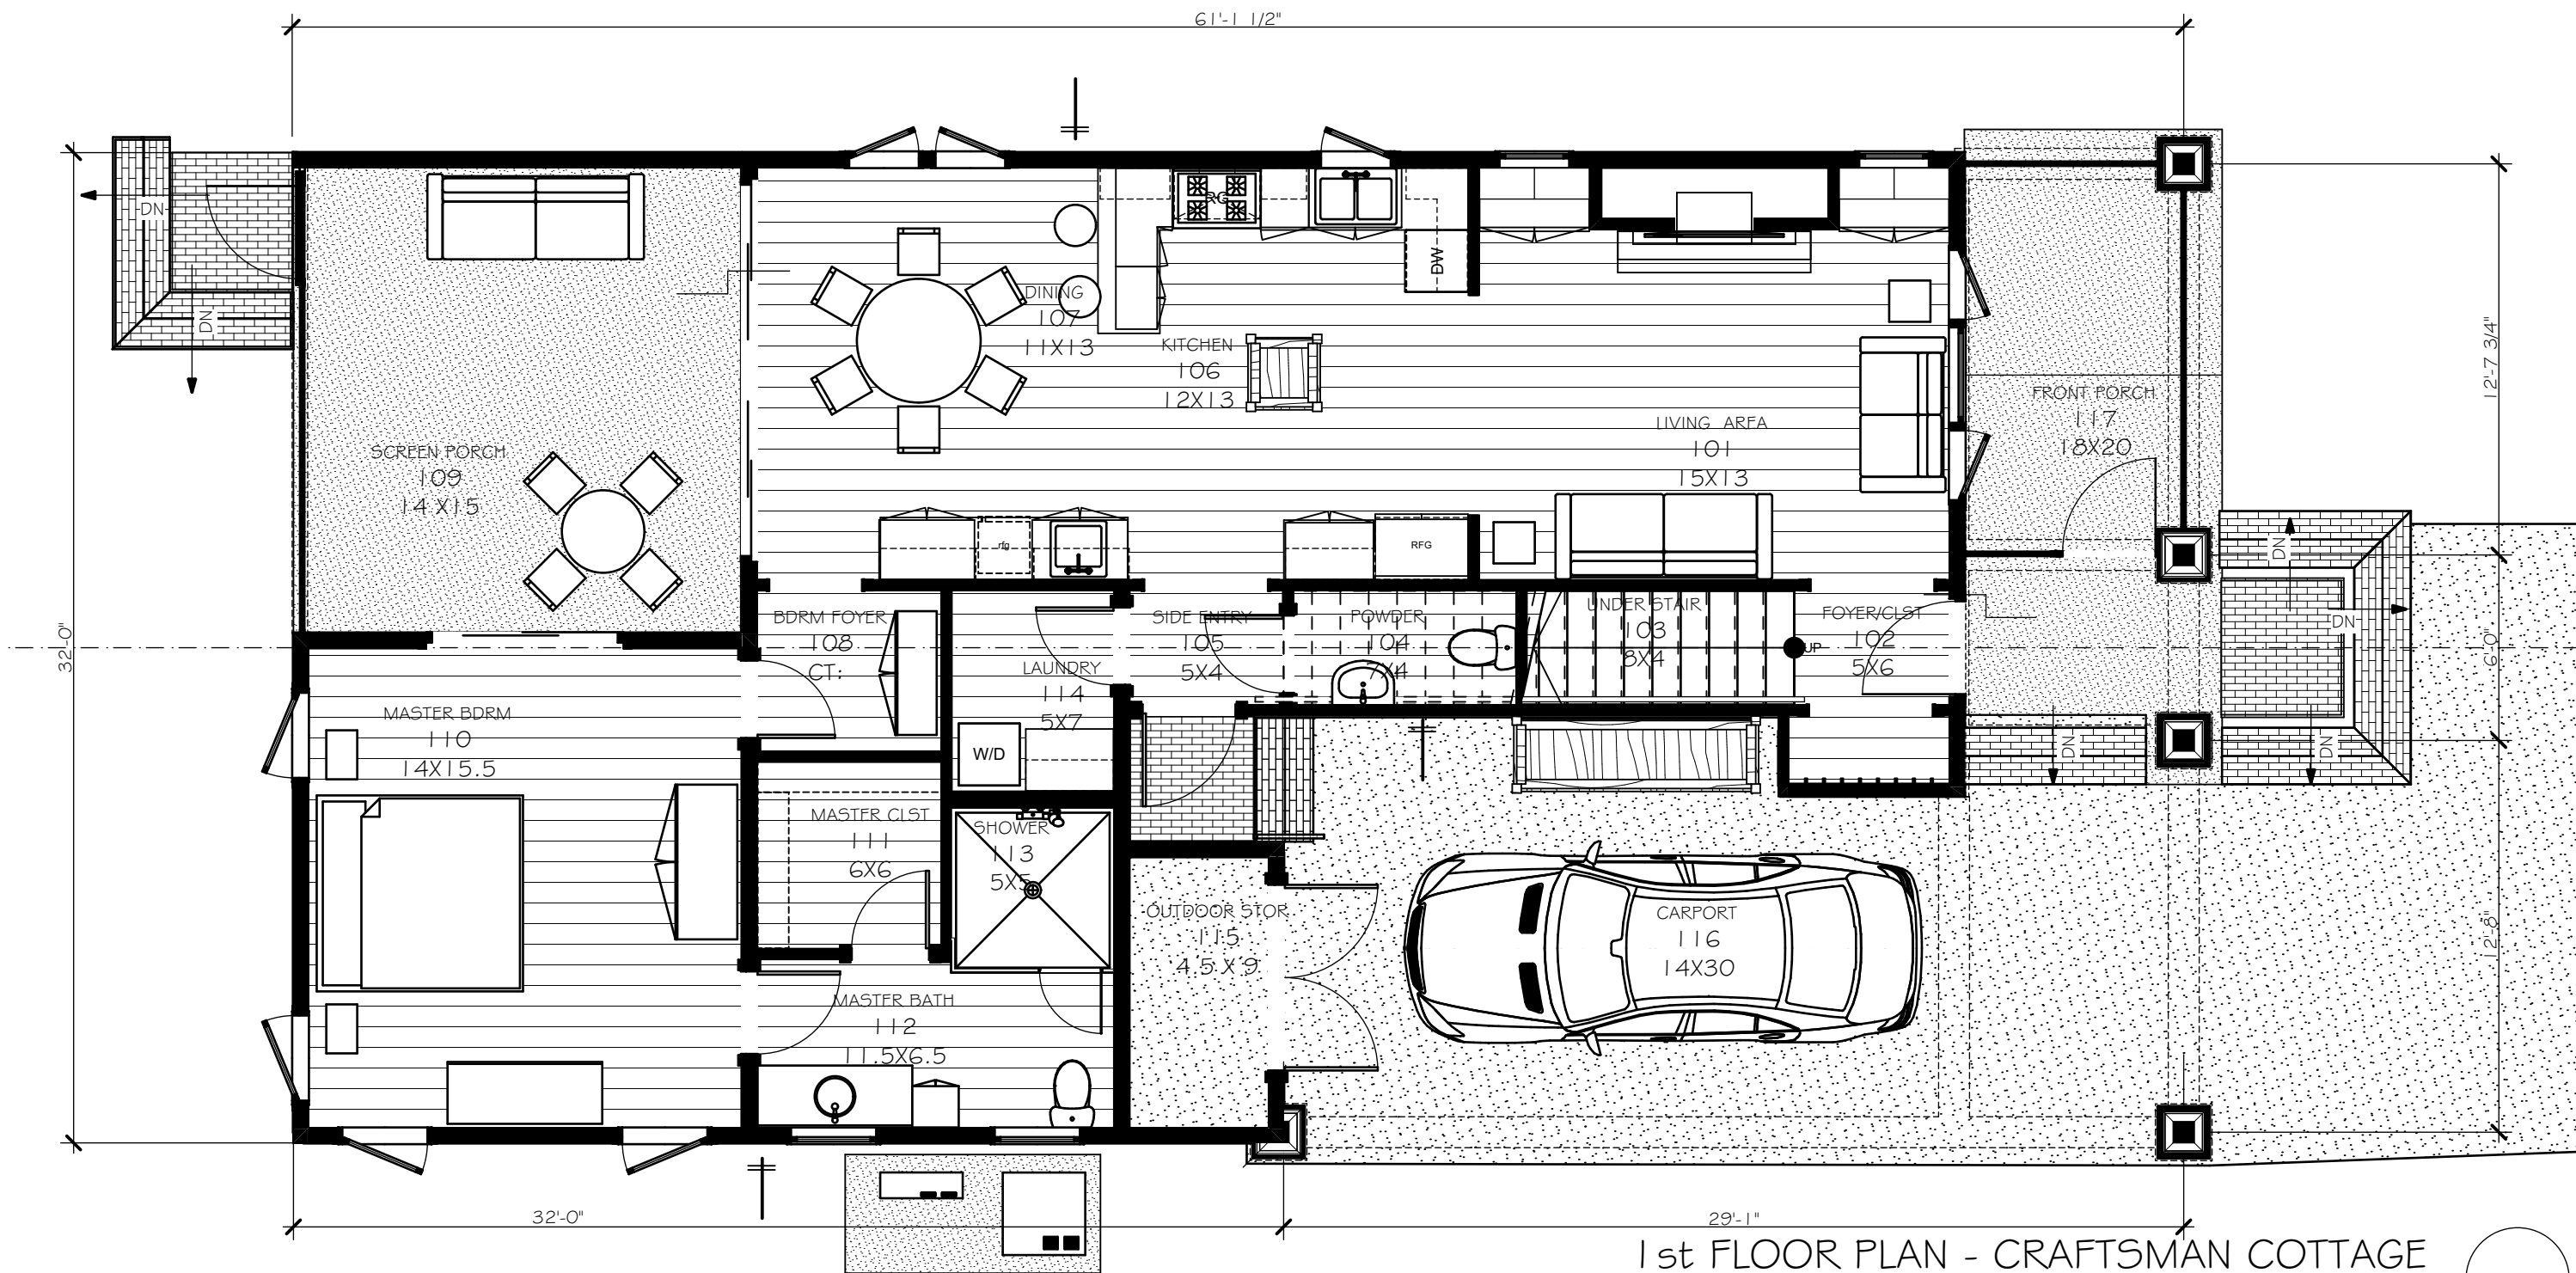 61'-1 1/2"
DN
DN
32'-0"
SCREEN PORCH
109
14 X15
DINING
107
11X13
RG
DW
KITCHEN
106
12X13
LIVING AREA
101
15X13
FRONT PORCH
117
18X20
12'-7 3/4"
rfg
RFG
BDRM FOYER
108
CT:
LAUNDRY
114
5X7
W/D
SIDE ENTRY
105
5X4
POWDER
104
7X4
UNDER STAIR
103
8X4
UP
FOYER/CLST
102
5X6
DN
DN
DN
DN
6'-0"
MASTER BDRM
110
14X15.5
MASTER CLST
111
6X6
SHOWER
113
5X5
MASTER BATH
112
11.5X6.5
OUTDOOR STOR
115
4.5 X 9
CARPORT
116
14X30
12'-8"
32'-0"
29'-1"
1st FLOOR PLAN - CRAFTSMAN COTTAGE